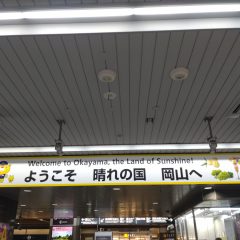 Welcome to Okayama, the Land of Sunshine!
ようこそ 晴れの国 岡山へ